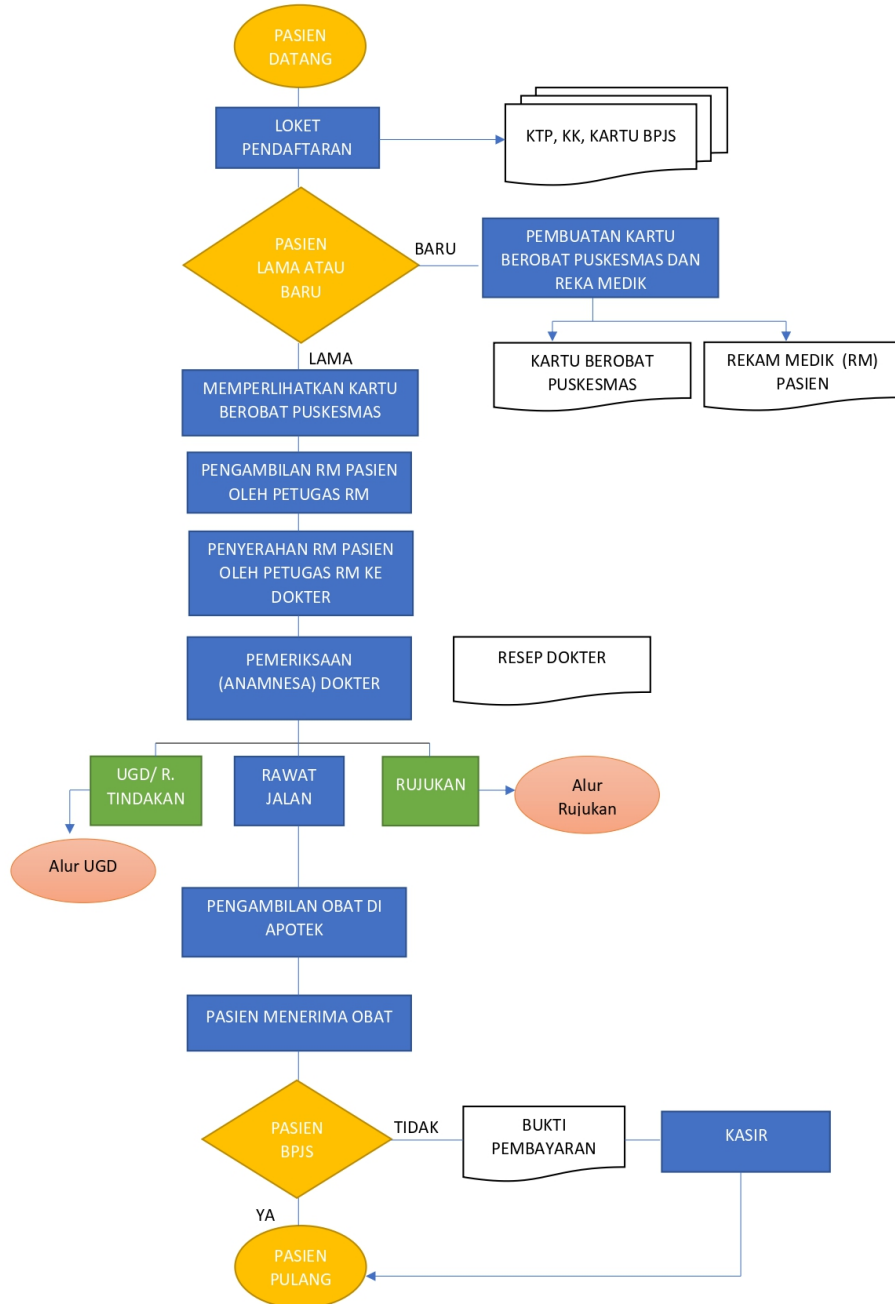 PASIEN
DATANG
LOKET
PENDAFTARAN
KTP, KK, KARTU BPJS
PASIEN
LAMA ATAU
BARU
BARU
PEMBUATAN KARTU
BEROBAT PUSKESMAS DAN
REKA MEDIK
LAMA
KARTU BEROBAT
PUSKESMAS
REKAM MEDIK (RM)
PASIEN
MEMPERLIHATKAN KARTU
BEROBAT PUSKESMAS
PENGAMBILAN RM PASIEN
OLEH PETUGAS RM
PENYERAHAN RM PASIEN
OLEH PETUGAS RM KE
DOKTER
PEMERIKSAAN
(ANAMNESA) DOKTER
RESEP DOKTER
UGD/ R.
TINDAKAN
RAWAT
JALAN
RUJUKAN
Alur
Rujukan
Alur UGD
PENGAMBILAN OBAT DI
APOTEK
PASIEN MENERIMA OBAT
PASIEN
BPJS
TIDAK
BUKTI
PEMBAYARAN
KASIR
YA
PASIEN
PULANG